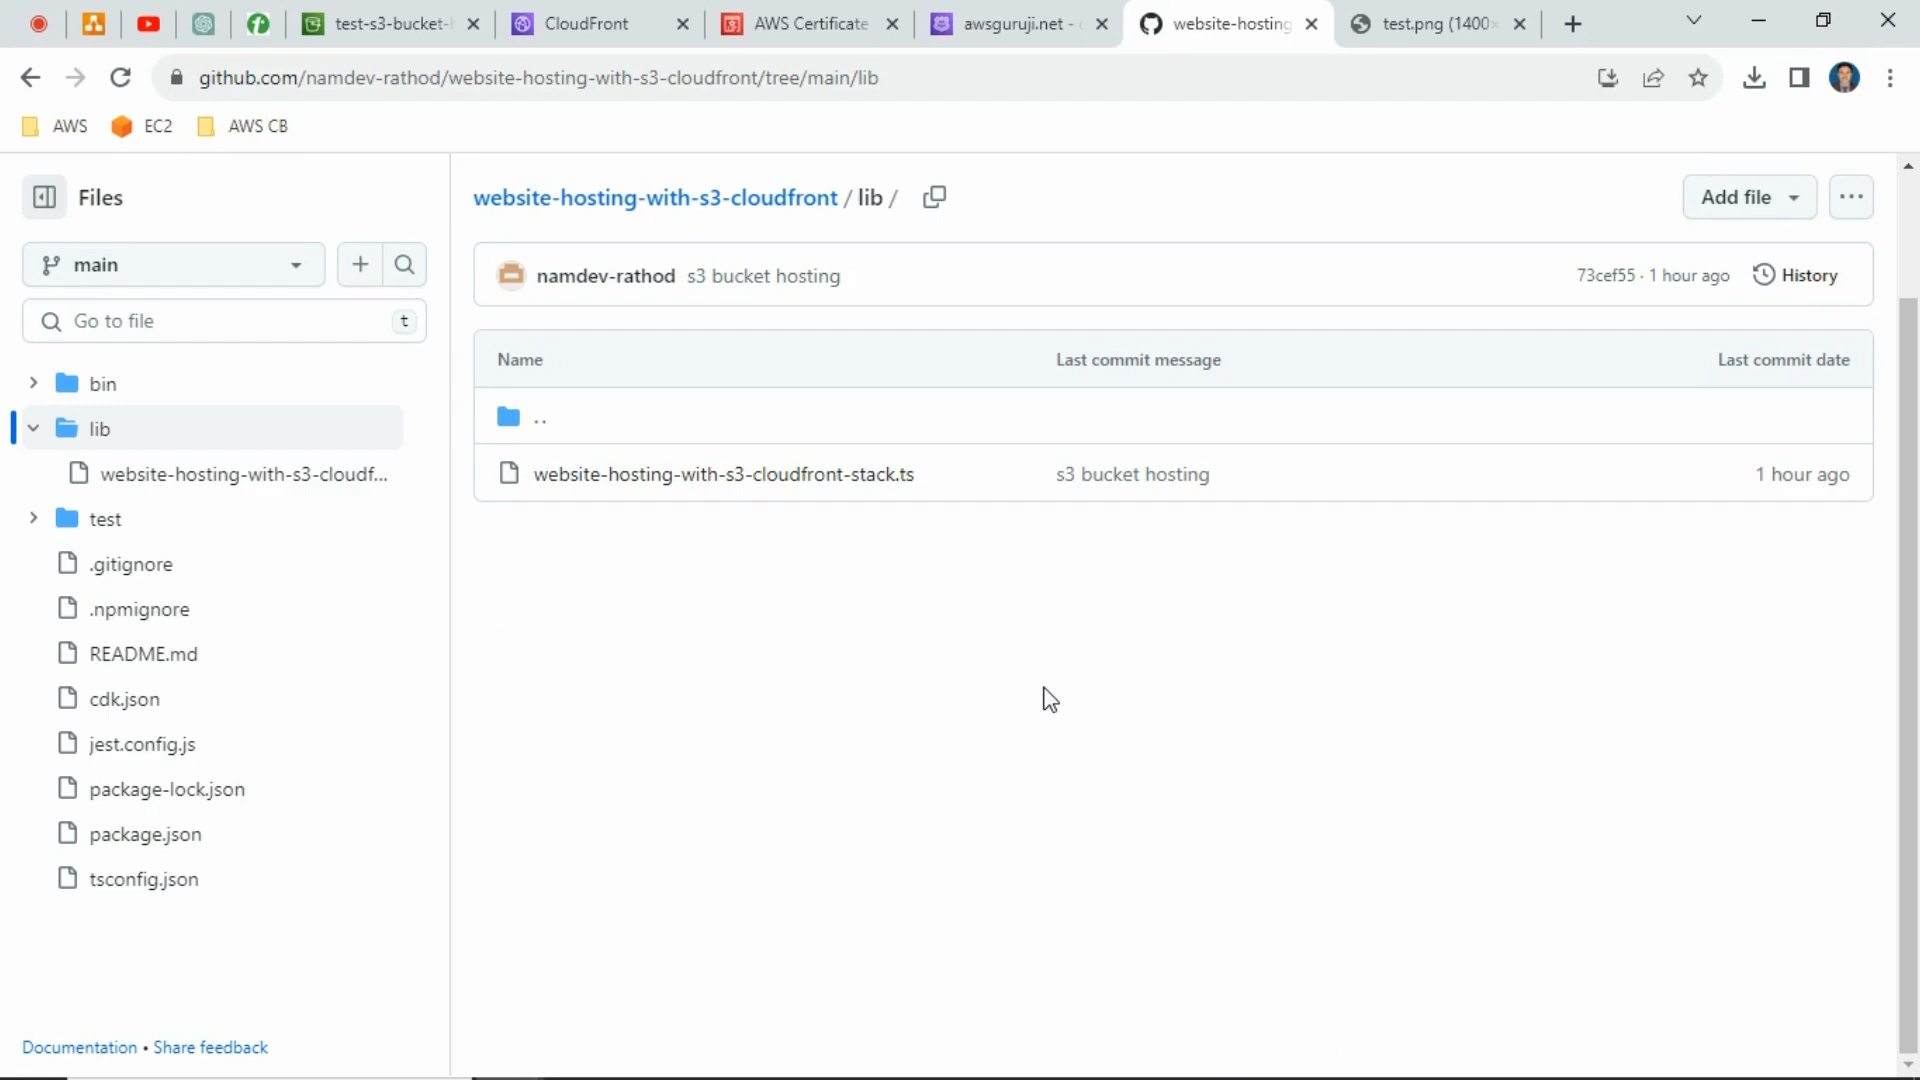 test-s3-bucket-
CloudFront
AWS Certificate
awsguruji.net -
website-hosting
test.png (1400×
github.com/namdev-rathod/website-hosting-with-s3-cloudfront/tree/main/lib
AWS
EC2
AWS CB
Files
website-hosting-with-s3-cloudfront / lib /
Add file
main
namdev-rathod s3 bucket hosting
73cef55 · 1 hour ago
History
Go to file
t
Name
Last commit message
Last commit date
bin
..
lib
website-hosting-with-s3-cloudf...
website-hosting-with-s3-cloudfront-stack.ts
s3 bucket hosting
1 hour ago
test
.gitignore
.npmignore
README.md
cdk.json
jest.config.js
package-lock.json
package.json
tsconfig.json
Documentation • Share feedback